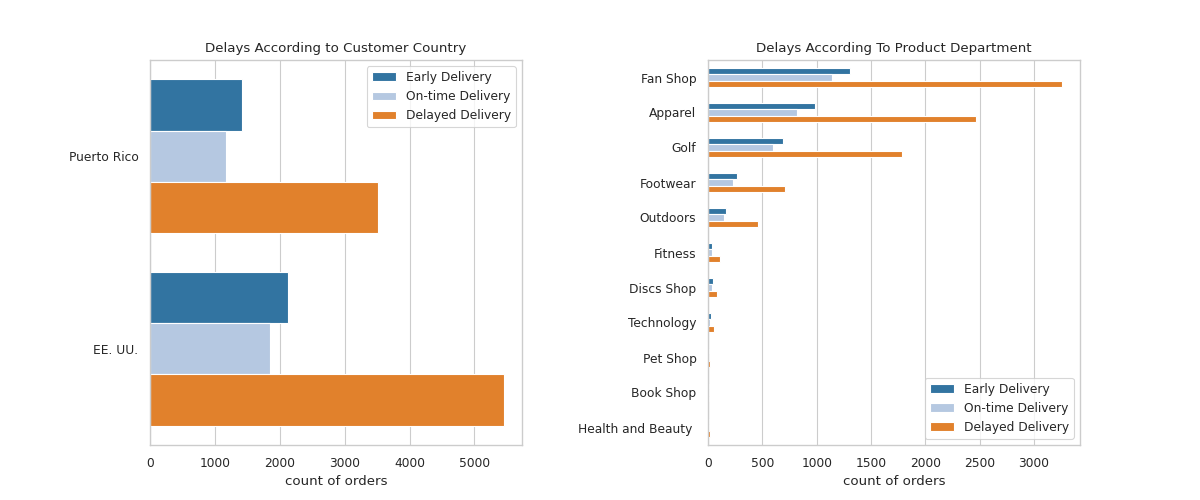 Delays According to Customer Country
Early Delivery
On-time Delivery
Delayed Delivery
Puerto Rico
EE. UU.
0 1000 2000 3000 4000 5000
count of orders
Delays According To Product Department
Fan Shop
Apparel
Golf
Footwear
Outdoors
Fitness
Discs Shop
Technology
Pet Shop
Book Shop
Health and Beauty
Early Delivery
On-time Delivery
Delayed Delivery
0 500 1000 1500 2000 2500 3000
count of orders